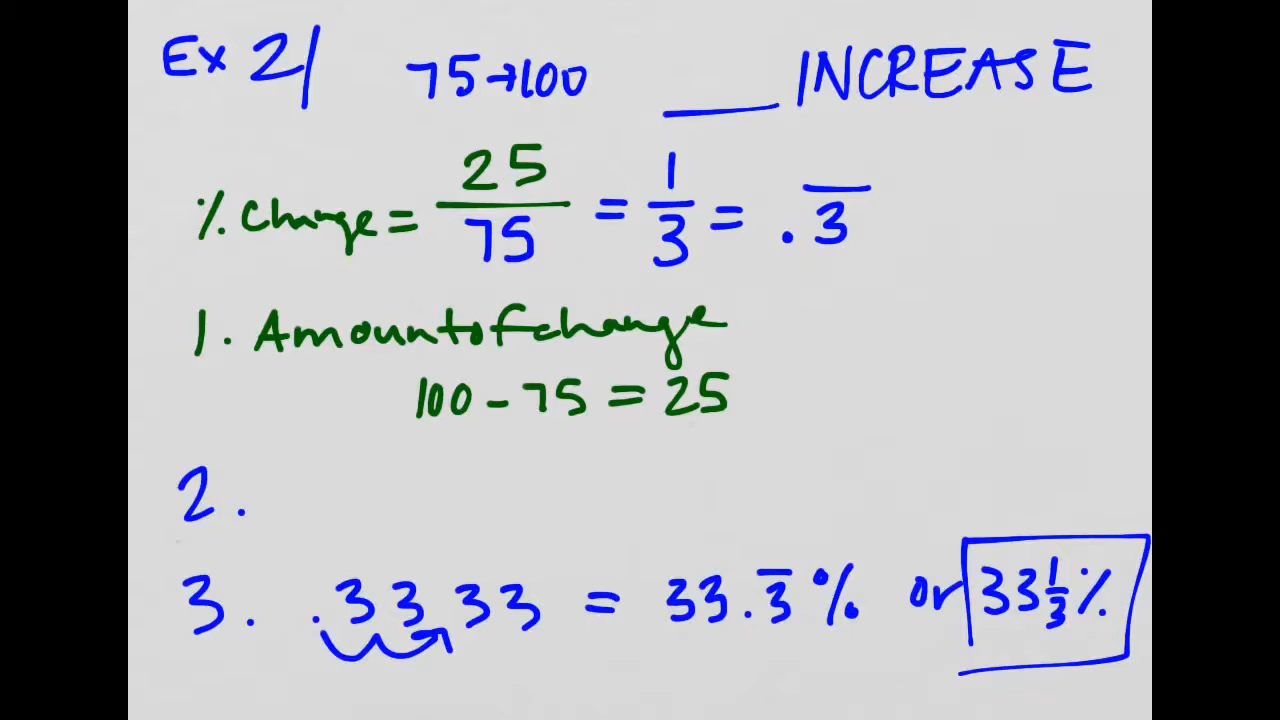 Ex 2/ 75→100 ___ INCREASE
% Change = 25/75 = 1/3 = .3̅
1. Amount of change
100 - 75 = 25
2.
3. .3333 = 33.3̅% or 33 1/3%